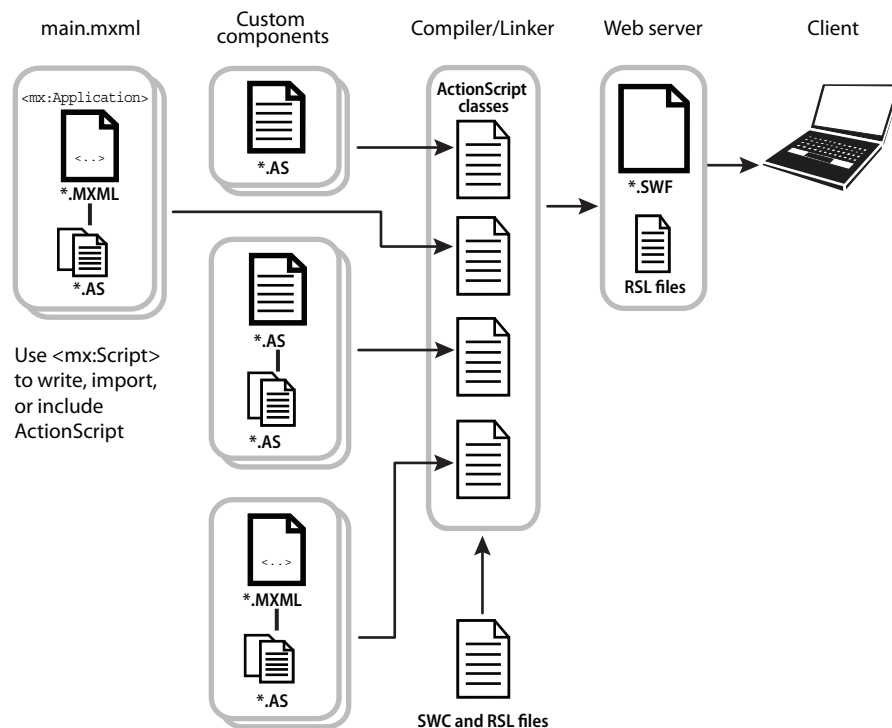 main.mxml
Custom
components
Compiler/Linker
Web server
Client
<mx:Application>
<..>
*.MXML
*.AS
Use <mx:Script>
to write, import,
or include
ActionScript
*.AS
*.AS
*.AS
<..>
*.MXML
*.AS
ActionScript
classes
SWC and RSL files
*.SWF
RSL files